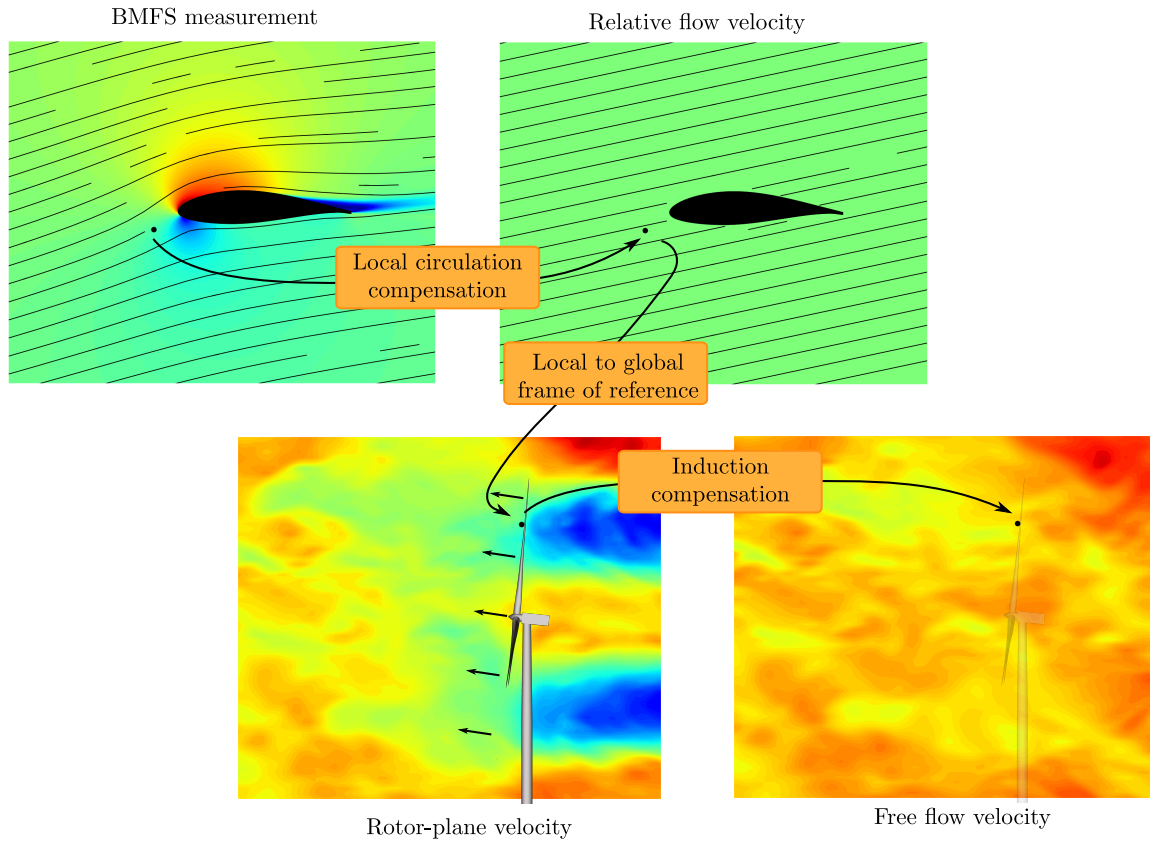 BMFS measurement
Relative flow velocity
Local circulation
compensation
Local to global
frame of reference
Induction
compensation
Rotor-plane velocity
Free flow velocity